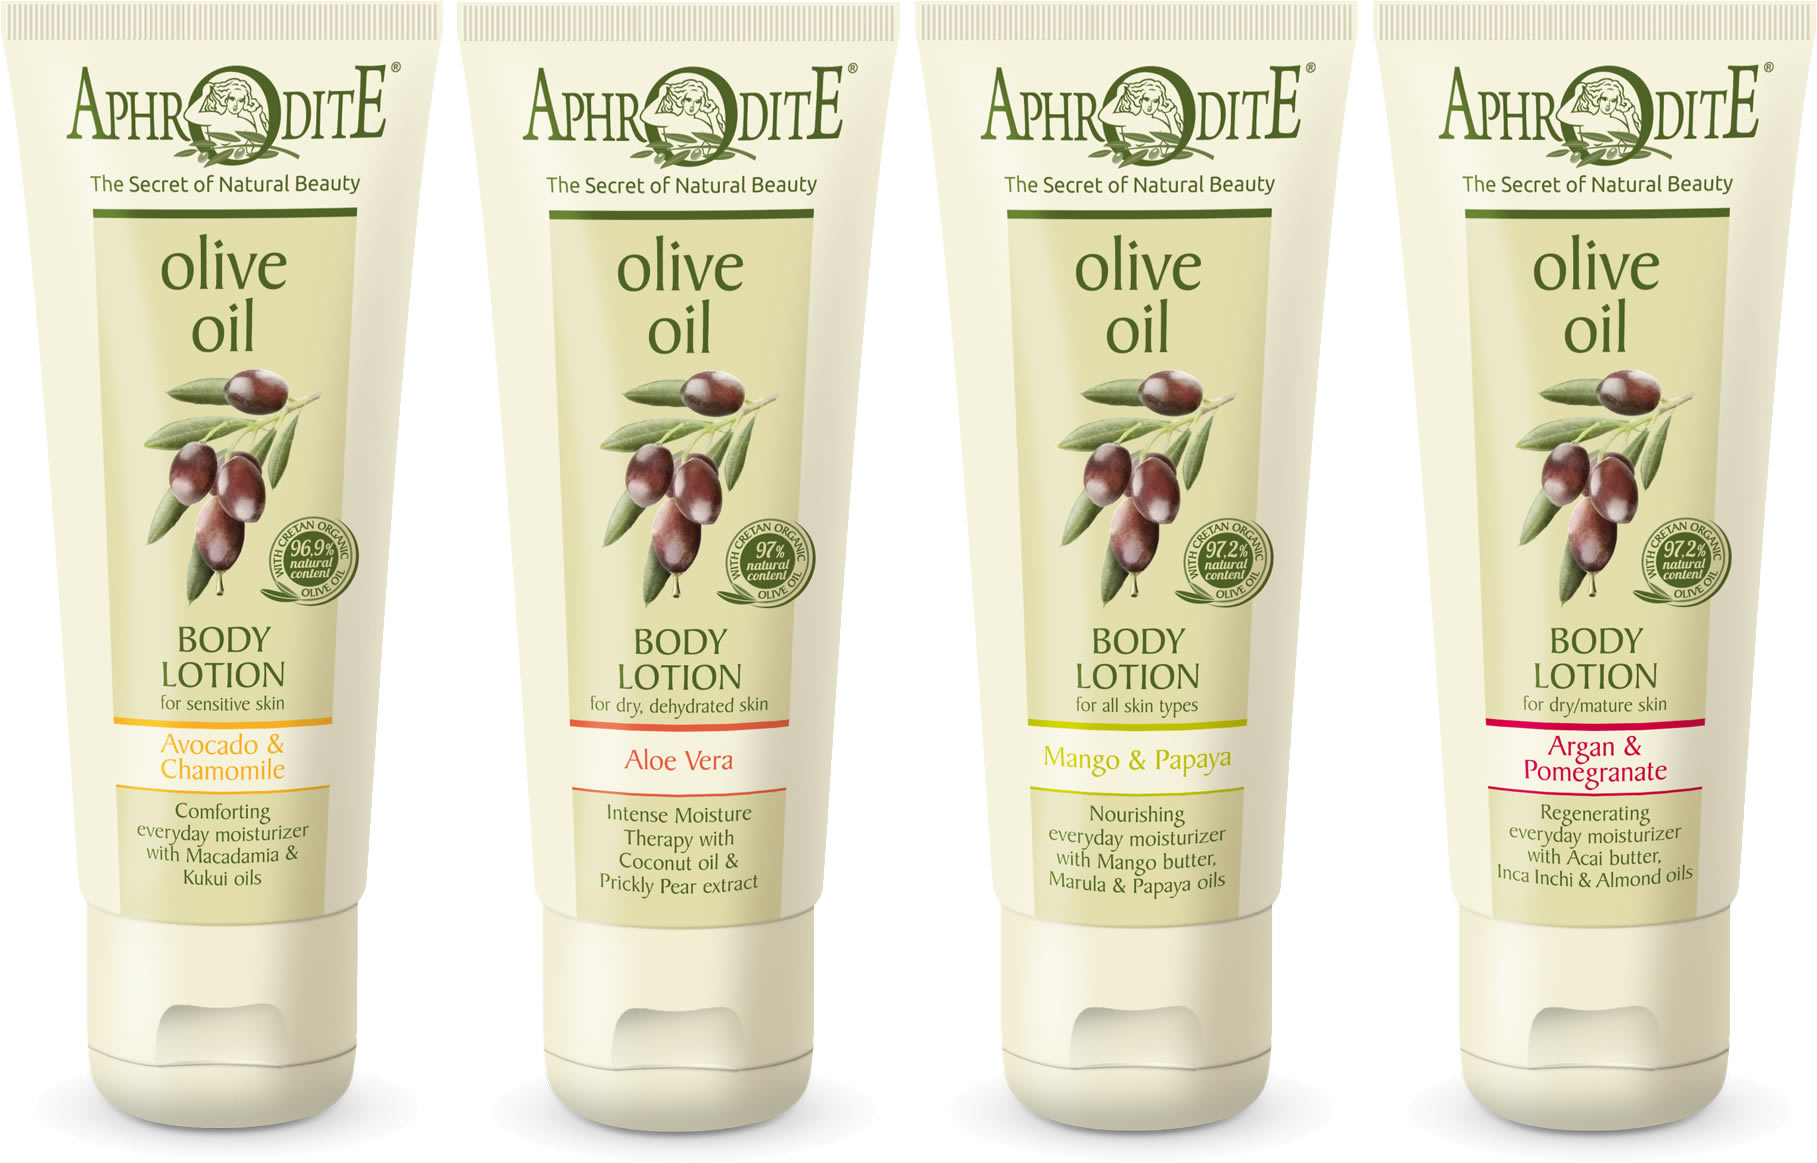 APHRODITE®
The Secret of Natural Beauty
olive
oil
WITH CRETAN ORGANIC
96,9%
natural
content
OLIVE OIL
BODY
LOTION
for sensitive skin
Avocado &
Chamomile
Comforting
everyday moisturizer
with Macadamia &
Kukui oils
APHRODITE®
The Secret of Natural Beauty
olive
oil
WITH CRETAN ORGANIC
97%
natural
content
OLIVE OIL
BODY
LOTION
for dry, dehydrated skin
Aloe Vera
Intense Moisture
Therapy with
Coconut oil &
Prickly Pear extract
APHRODITE®
The Secret of Natural Beauty
olive
oil
WITH CRETAN ORGANIC
97,2%
natural
content
OLIVE OIL
BODY
LOTION
for all skin types
Mango & Papaya
Nourishing
everyday moisturizer
with Mango butter,
Marula & Papaya oils
APHRODITE®
The Secret of Natural Beauty
olive
oil
WITH CRETAN ORGANIC
97,2%
natural
content
OLIVE OIL
BODY
LOTION
for dry/mature skin
Argan &
Pomegranate
Regenerating
everyday moisturizer
with Acai butter,
Inca Inchi & Almond oils